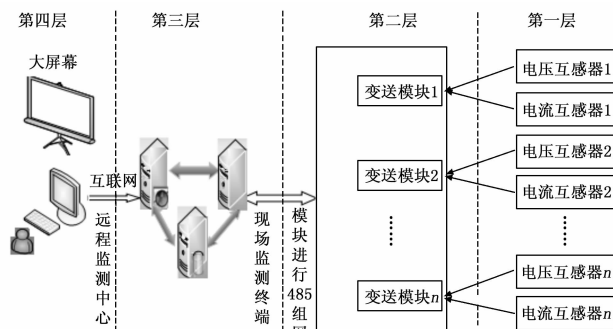 第四层
第三层
第二层
第一层
大屏幕
互联网
远程监测中心
现场监测终端
模块进行485组网
变送模块1
变送模块2
变送模块n
电压互感器1
电流互感器1
电压互感器2
电流互感器2
电压互感器n
电流互感器n